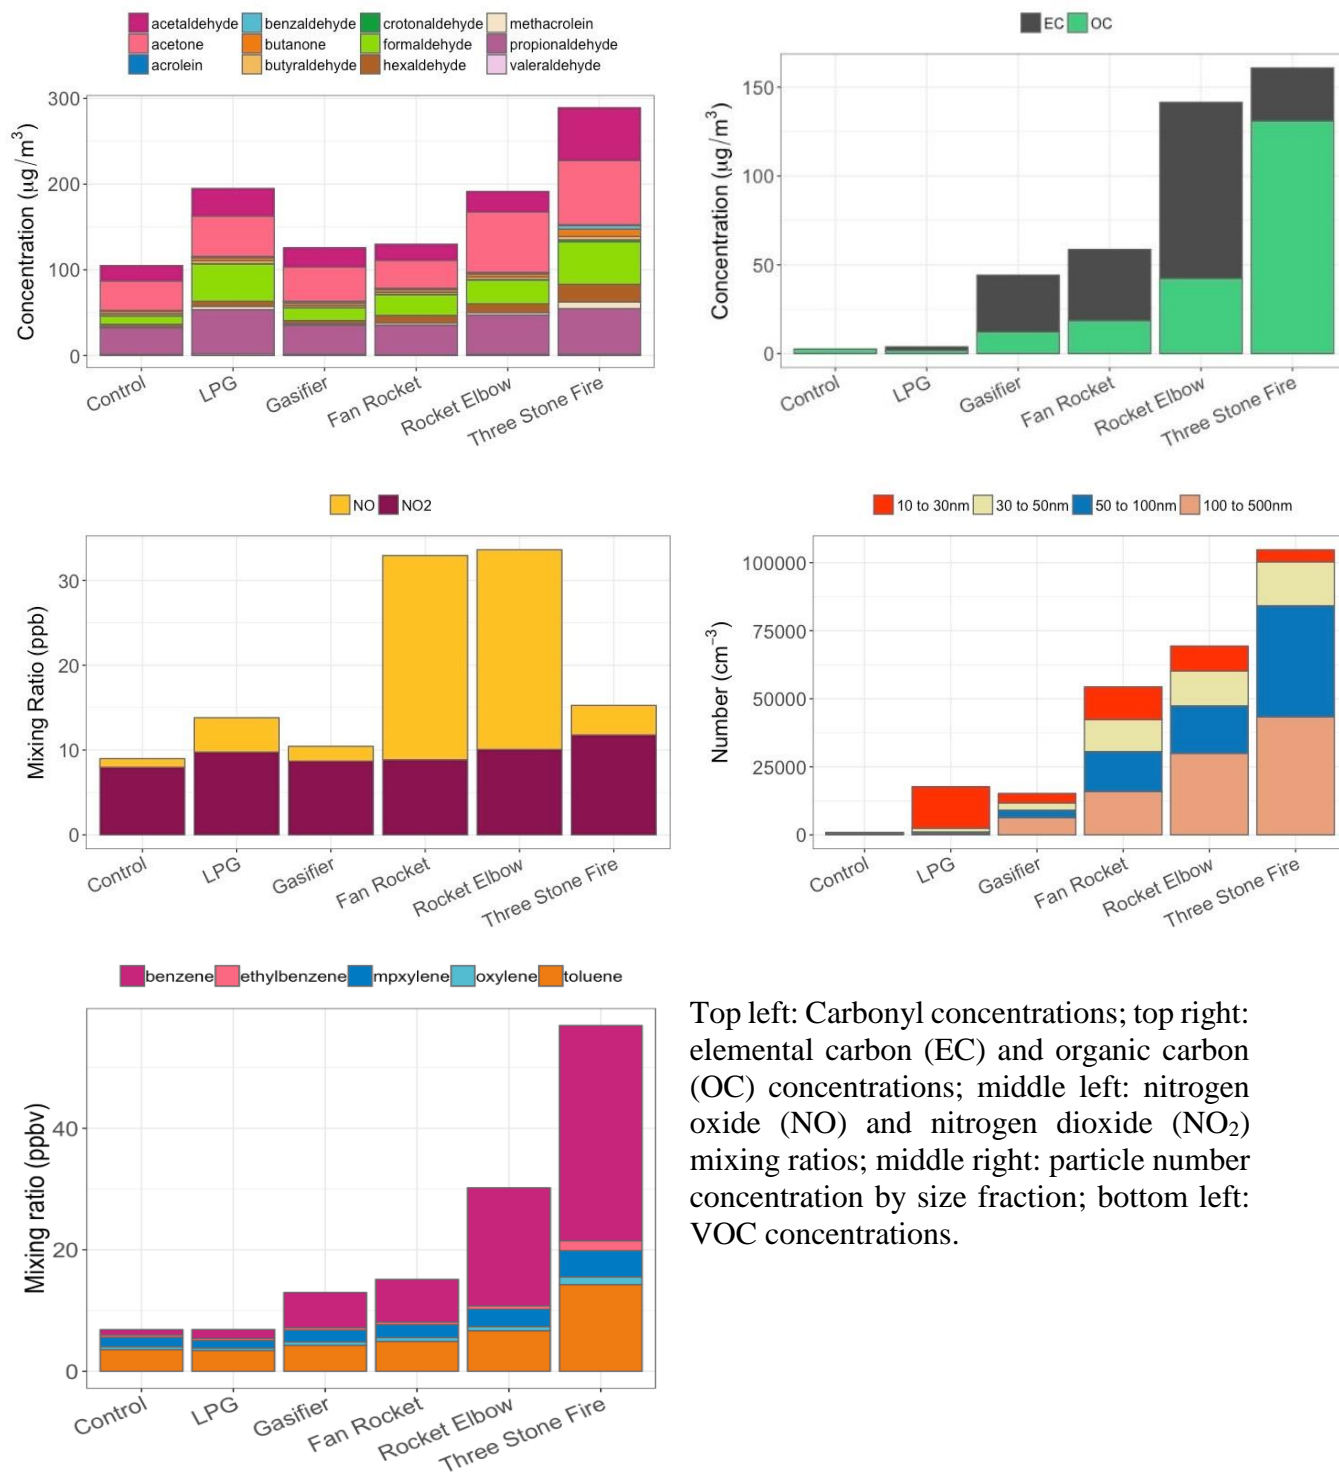 acetaldehyde benzaldehyde crotonaldehyde methacrolein
acetone butanone formaldehyde propionaldehyde
acrolein butyraldehyde hexaldehyde valeraldehyde
Concentration (μg/m³)
300
200
100
0
Control LPG Gasifier Fan Rocket Rocket Elbow Three Stone Fire
EC OC
Concentration (μg/m³)
150
100
50
0
Control LPG Gasifier Fan Rocket Rocket Elbow Three Stone Fire
NO NO2
Mixing Ratio (ppb)
30
20
10
0
Control LPG Gasifier Fan Rocket Rocket Elbow Three Stone Fire
10 to 30nm 30 to 50nm 50 to 100nm 100 to 500nm
Number (cm⁻³)
100000
75000
50000
25000
0
Control LPG Gasifier Fan Rocket Rocket Elbow Three Stone Fire
benzene ethylbenzene mpxylene oxylene toluene
Mixing ratio (ppbv)
40
20
0
Control LPG Gasifier Fan Rocket Rocket Elbow Three Stone Fire
Top left: Carbonyl concentrations; top right:
elemental carbon (EC) and organic carbon
(OC) concentrations; middle left: nitrogen
oxide (NO) and nitrogen dioxide (NO₂)
mixing ratios; middle right: particle number
concentration by size fraction; bottom left:
VOC concentrations.